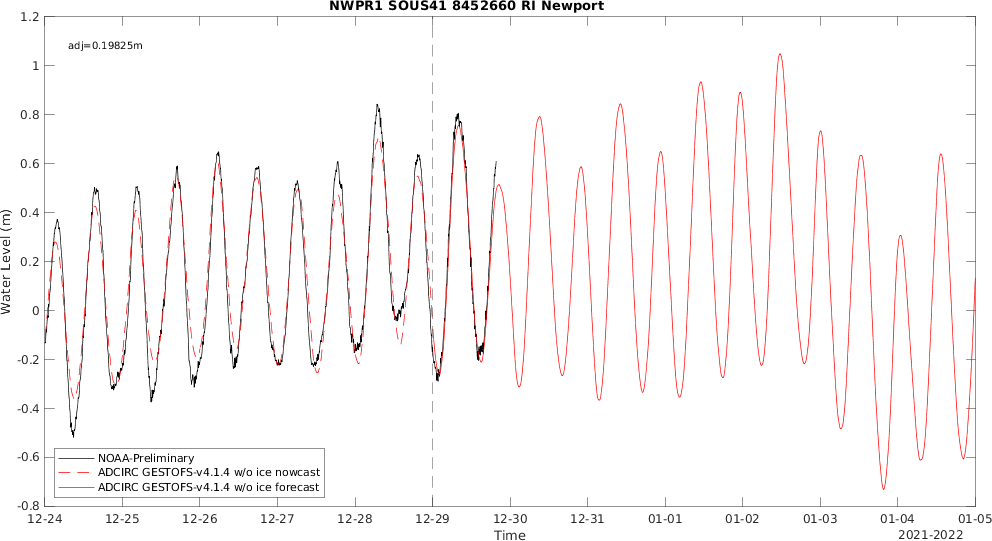 NWPR1 SOUS41 8452660 RI Newport
adj=0.19825m
1.2
1
0.8
0.6
0.4
0.2
0
-0.2
-0.4
-0.6
-0.8
Water Level (m)
NOAA-Preliminary
ADCIRC GESTOFS-v4.1.4 w/o ice nowcast
ADCIRC GESTOFS-v4.1.4 w/o ice forecast
12-24 12-25 12-26 12-27 12-28 12-29 12-30 12-31 01-01 01-02 01-03 01-04 01-05
Time
2021-2022